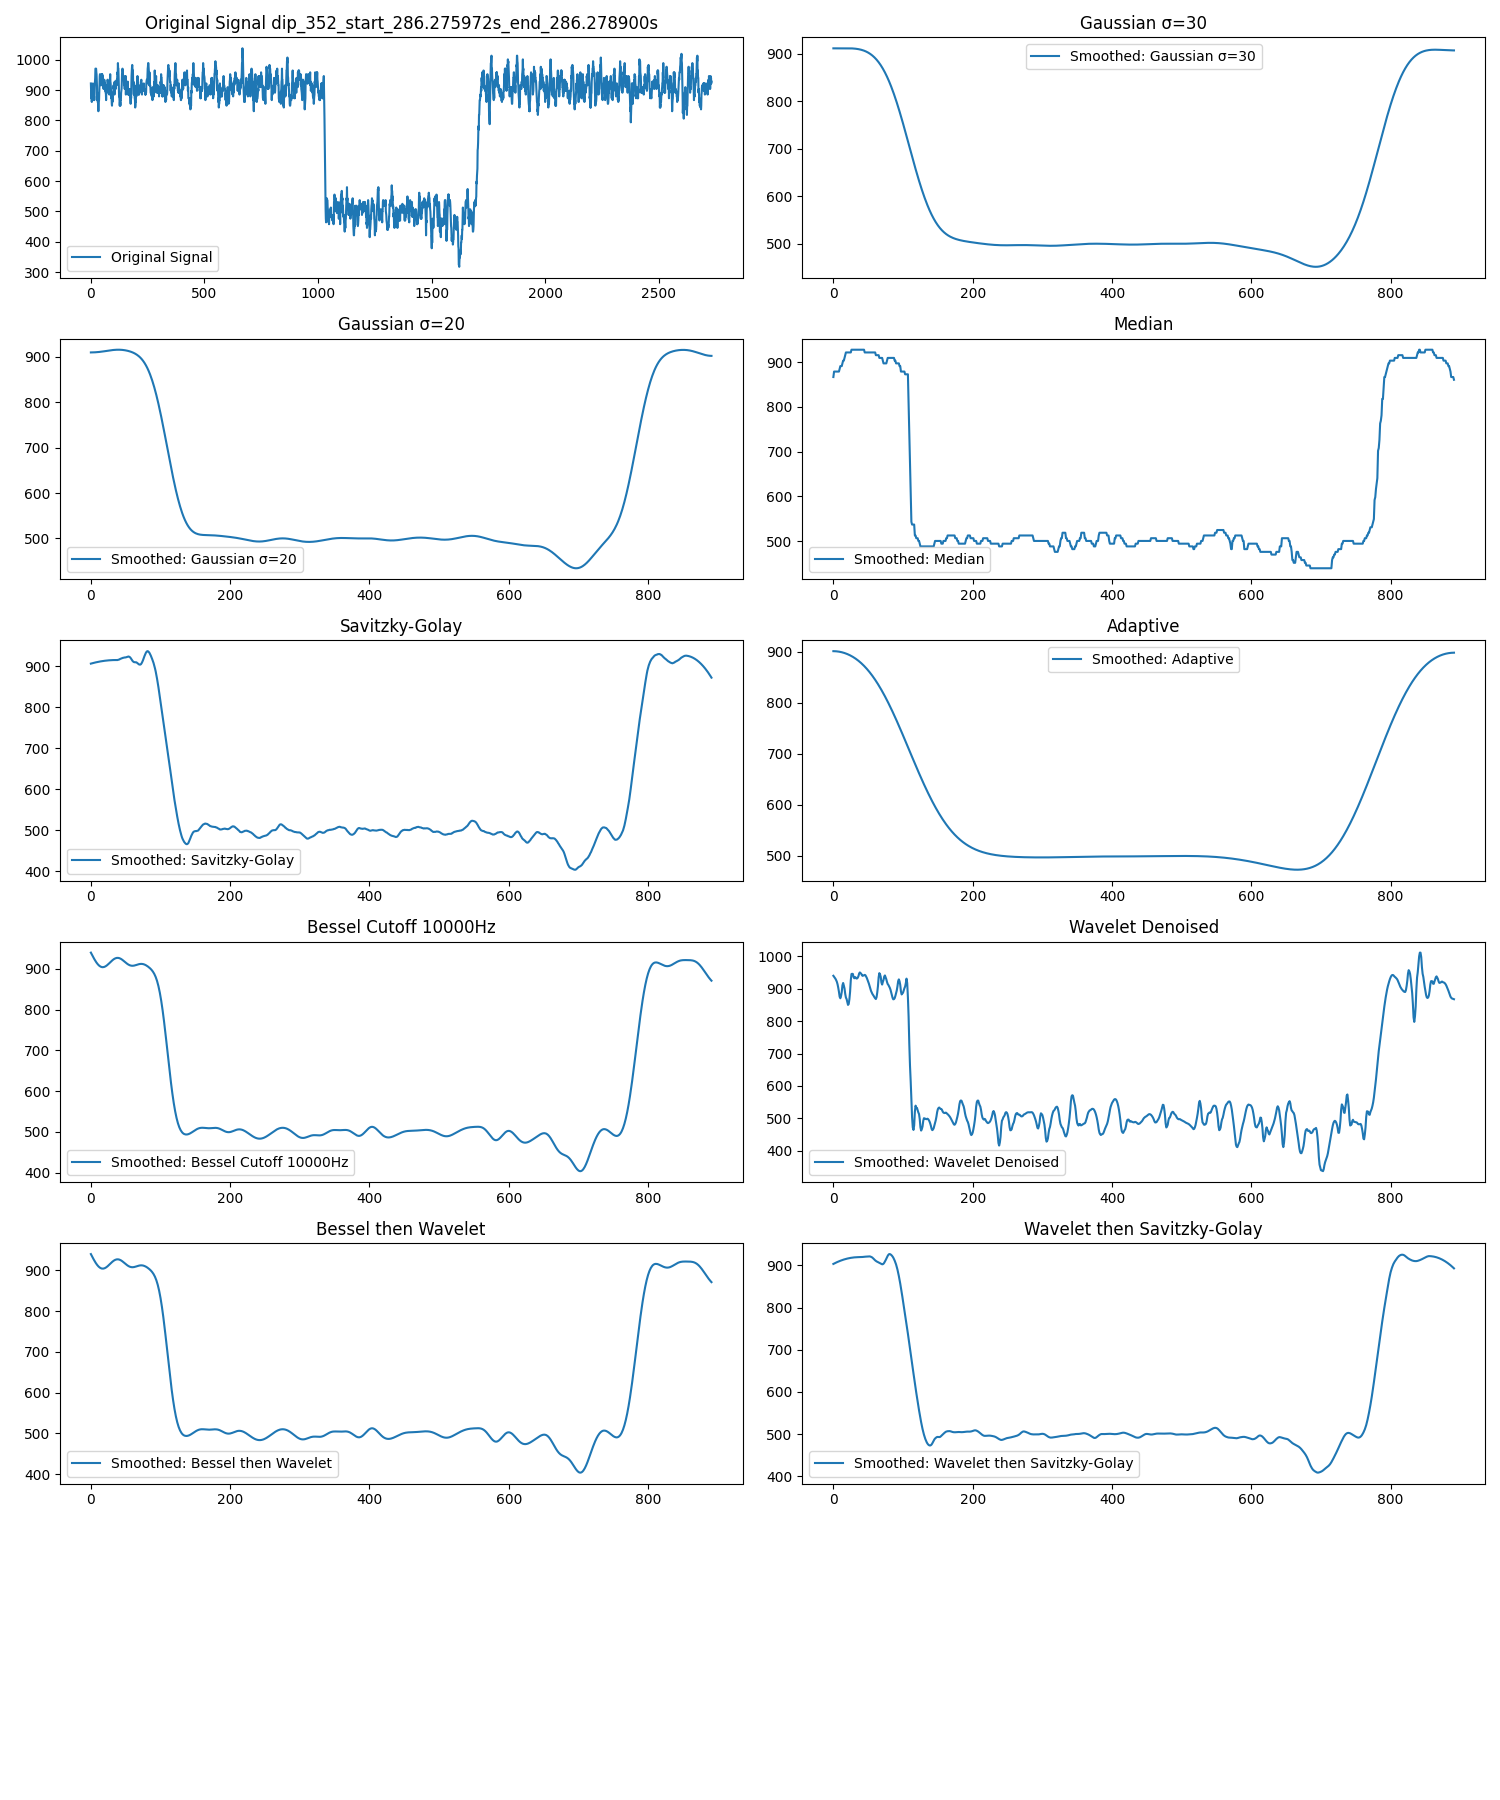 Original Signal dip_352_start_286.275972s_end_286.278900s
1000
900
800
700
600
500
400
300
Original Signal
0 500 1000 1500 2000 2500
Gaussian σ=30
900
800
700
600
500
Smoothed: Gaussian σ=30
0 200 400 600 800
Gaussian σ=20
900
800
700
600
500
Smoothed: Gaussian σ=20
0 200 400 600 800
Median
900
800
700
600
500
Smoothed: Median
0 200 400 600 800
Savitzky-Golay
900
800
700
600
500
400
Smoothed: Savitzky-Golay
0 200 400 600 800
Adaptive
900
800
700
600
500
Smoothed: Adaptive
0 200 400 600 800
Bessel Cutoff 10000Hz
900
800
700
600
500
400
Smoothed: Bessel Cutoff 10000Hz
0 200 400 600 800
Wavelet Denoised
1000
900
800
700
600
500
400
Smoothed: Wavelet Denoised
0 200 400 600 800
Bessel then Wavelet
900
800
700
600
500
400
Smoothed: Bessel then Wavelet
0 200 400 600 800
Wavelet then Savitzky-Golay
900
800
700
600
500
400
Smoothed: Wavelet then Savitzky-Golay
0 200 400 600 800